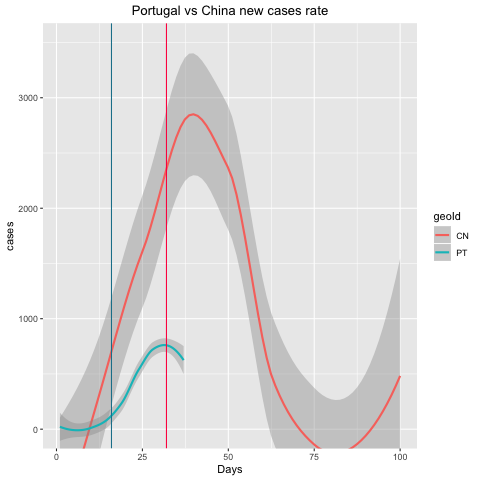 Portugal vs China new cases rate
3000
2000
1000
0
cases
0 25 50 75 100
Days
geoId
CN
PT